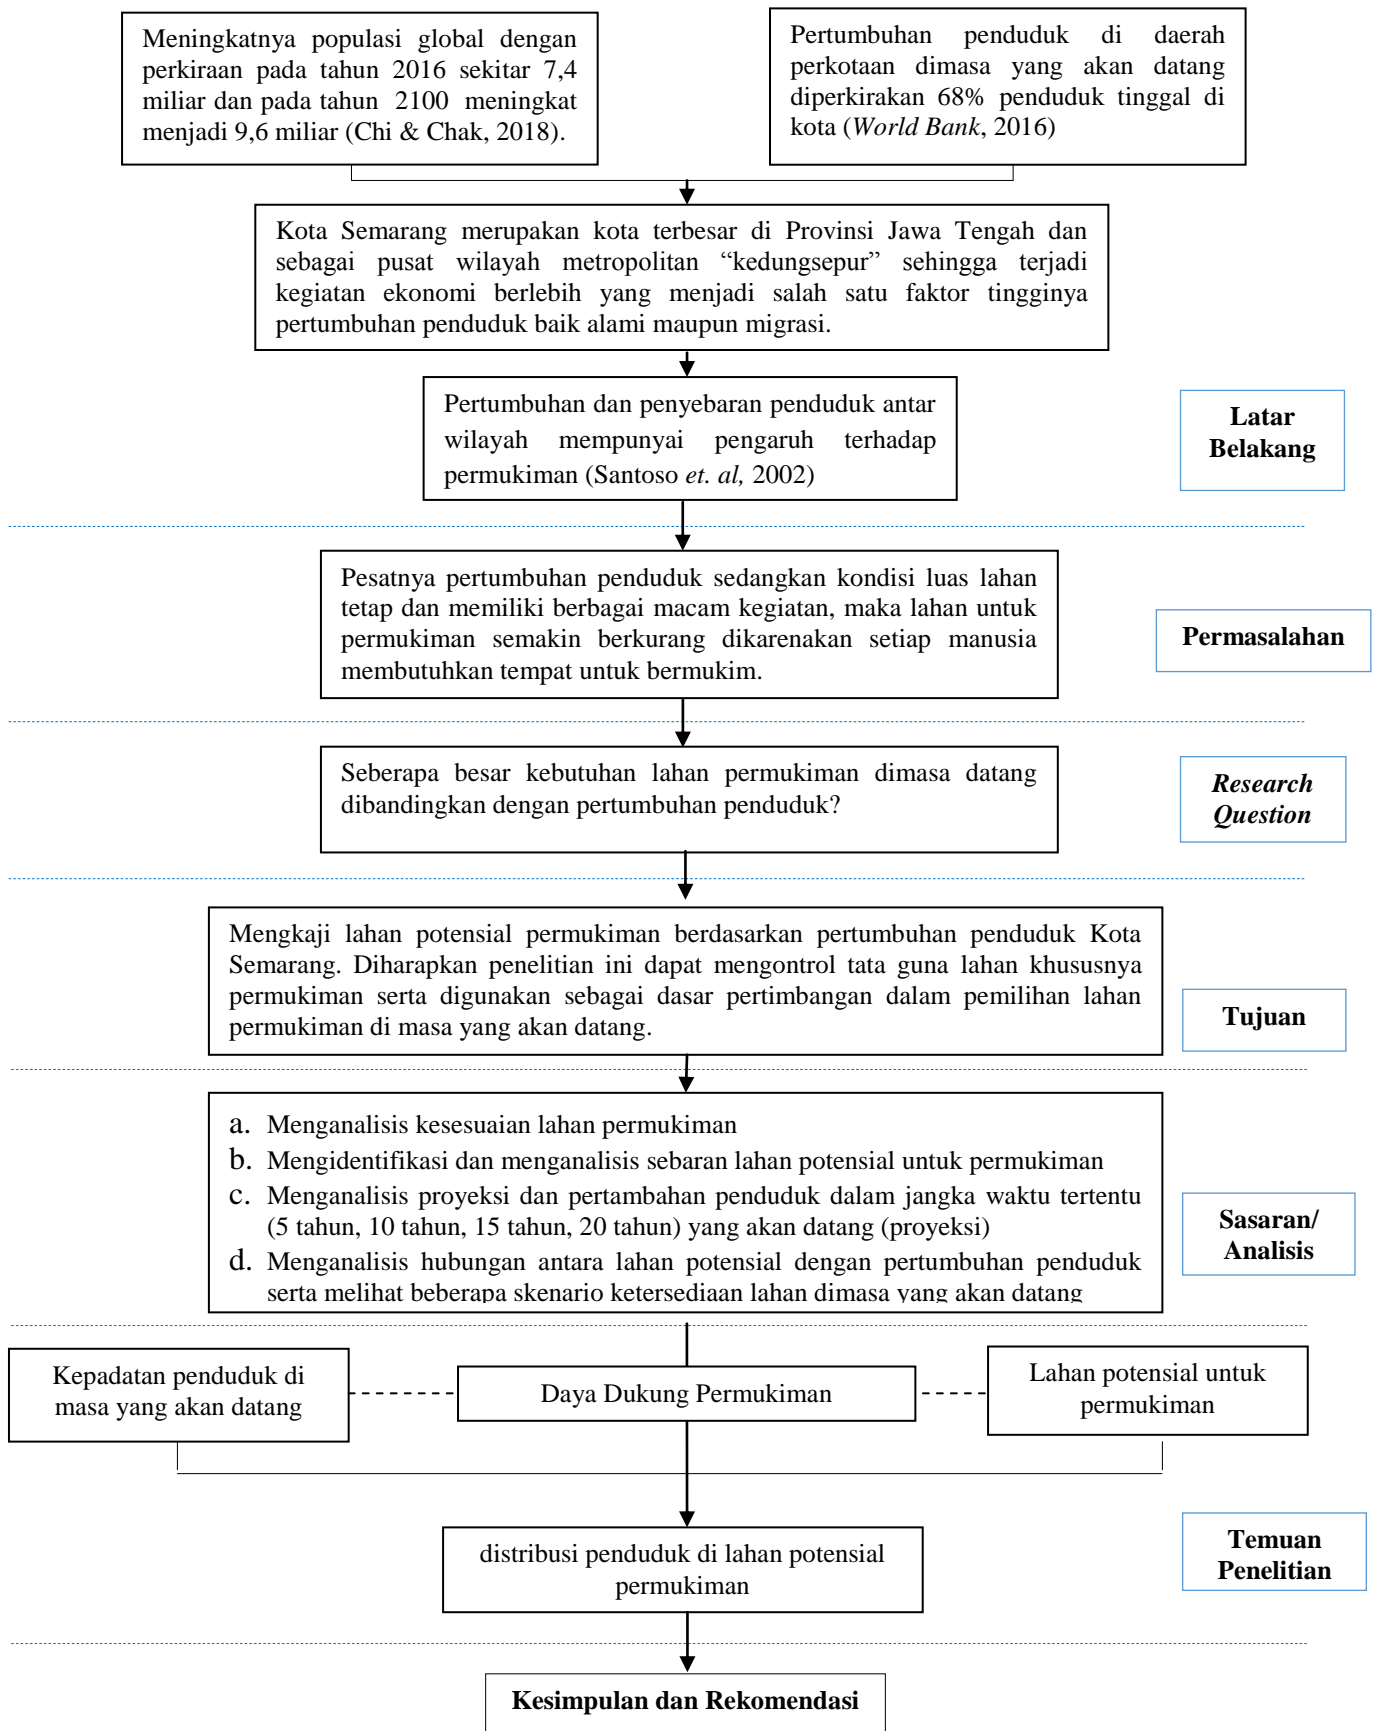 Meningkatnya populasi global dengan
perkiraan pada tahun 2016 sekitar 7,4
miliar dan pada tahun 2100 meningkat
menjadi 9,6 miliar (Chi & Chak, 2018).
Pertumbuhan penduduk di daerah
perkotaan dimasa yang akan datang
diperkirakan 68% penduduk tinggal di
kota (World Bank, 2016)
Kota Semarang merupakan kota terbesar di Provinsi Jawa Tengah dan
sebagai pusat wilayah metropolitan “kedungsepur” sehingga terjadi
kegiatan ekonomi berlebih yang menjadi salah satu faktor tingginya
pertumbuhan penduduk baik alami maupun migrasi.
Pertumbuhan dan penyebaran penduduk antar
wilayah mempunyai pengaruh terhadap
permukiman (Santoso et. al, 2002)
Latar
Belakang
Pesatnya pertumbuhan penduduk sedangkan kondisi luas lahan
tetap dan memiliki berbagai macam kegiatan, maka lahan untuk
permukiman semakin berkurang dikarenakan setiap manusia
membutuhkan tempat untuk bermukim.
Permasalahan
Seberapa besar kebutuhan lahan permukiman dimasa datang
dibandingkan dengan pertumbuhan penduduk?
Research
Question
Mengkaji lahan potensial permukiman berdasarkan pertumbuhan penduduk Kota
Semarang. Diharapkan penelitian ini dapat mengontrol tata guna lahan khususnya
permukiman serta digunakan sebagai dasar pertimbangan dalam pemilihan lahan
permukiman di masa yang akan datang.
Tujuan
a. Menganalisis kesesuaian lahan permukiman
b. Mengidentifikasi dan menganalisis sebaran lahan potensial untuk permukiman
c. Menganalisis proyeksi dan pertambahan penduduk dalam jangka waktu tertentu
(5 tahun, 10 tahun, 15 tahun, 20 tahun) yang akan datang (proyeksi)
d. Menganalisis hubungan antara lahan potensial dengan pertumbuhan penduduk
serta melihat beberapa skenario ketersediaan lahan dimasa yang akan datang
Sasaran/
Analisis
Kepadatan penduduk di
masa yang akan datang
Daya Dukung Permukiman
Lahan potensial untuk
permukiman
distribusi penduduk di lahan potensial
permukiman
Temuan
Penelitian
Kesimpulan dan Rekomendasi